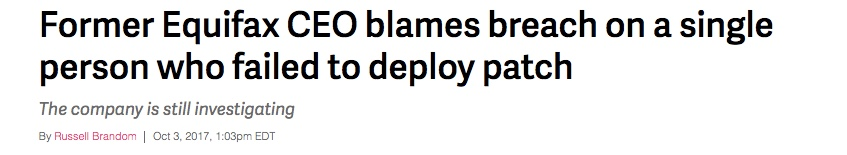 Former Equifax CEO blames breach on a single
person who failed to deploy patch
The company is still investigating
By Russell Brandom | Oct 3, 2017, 1:03pm EDT